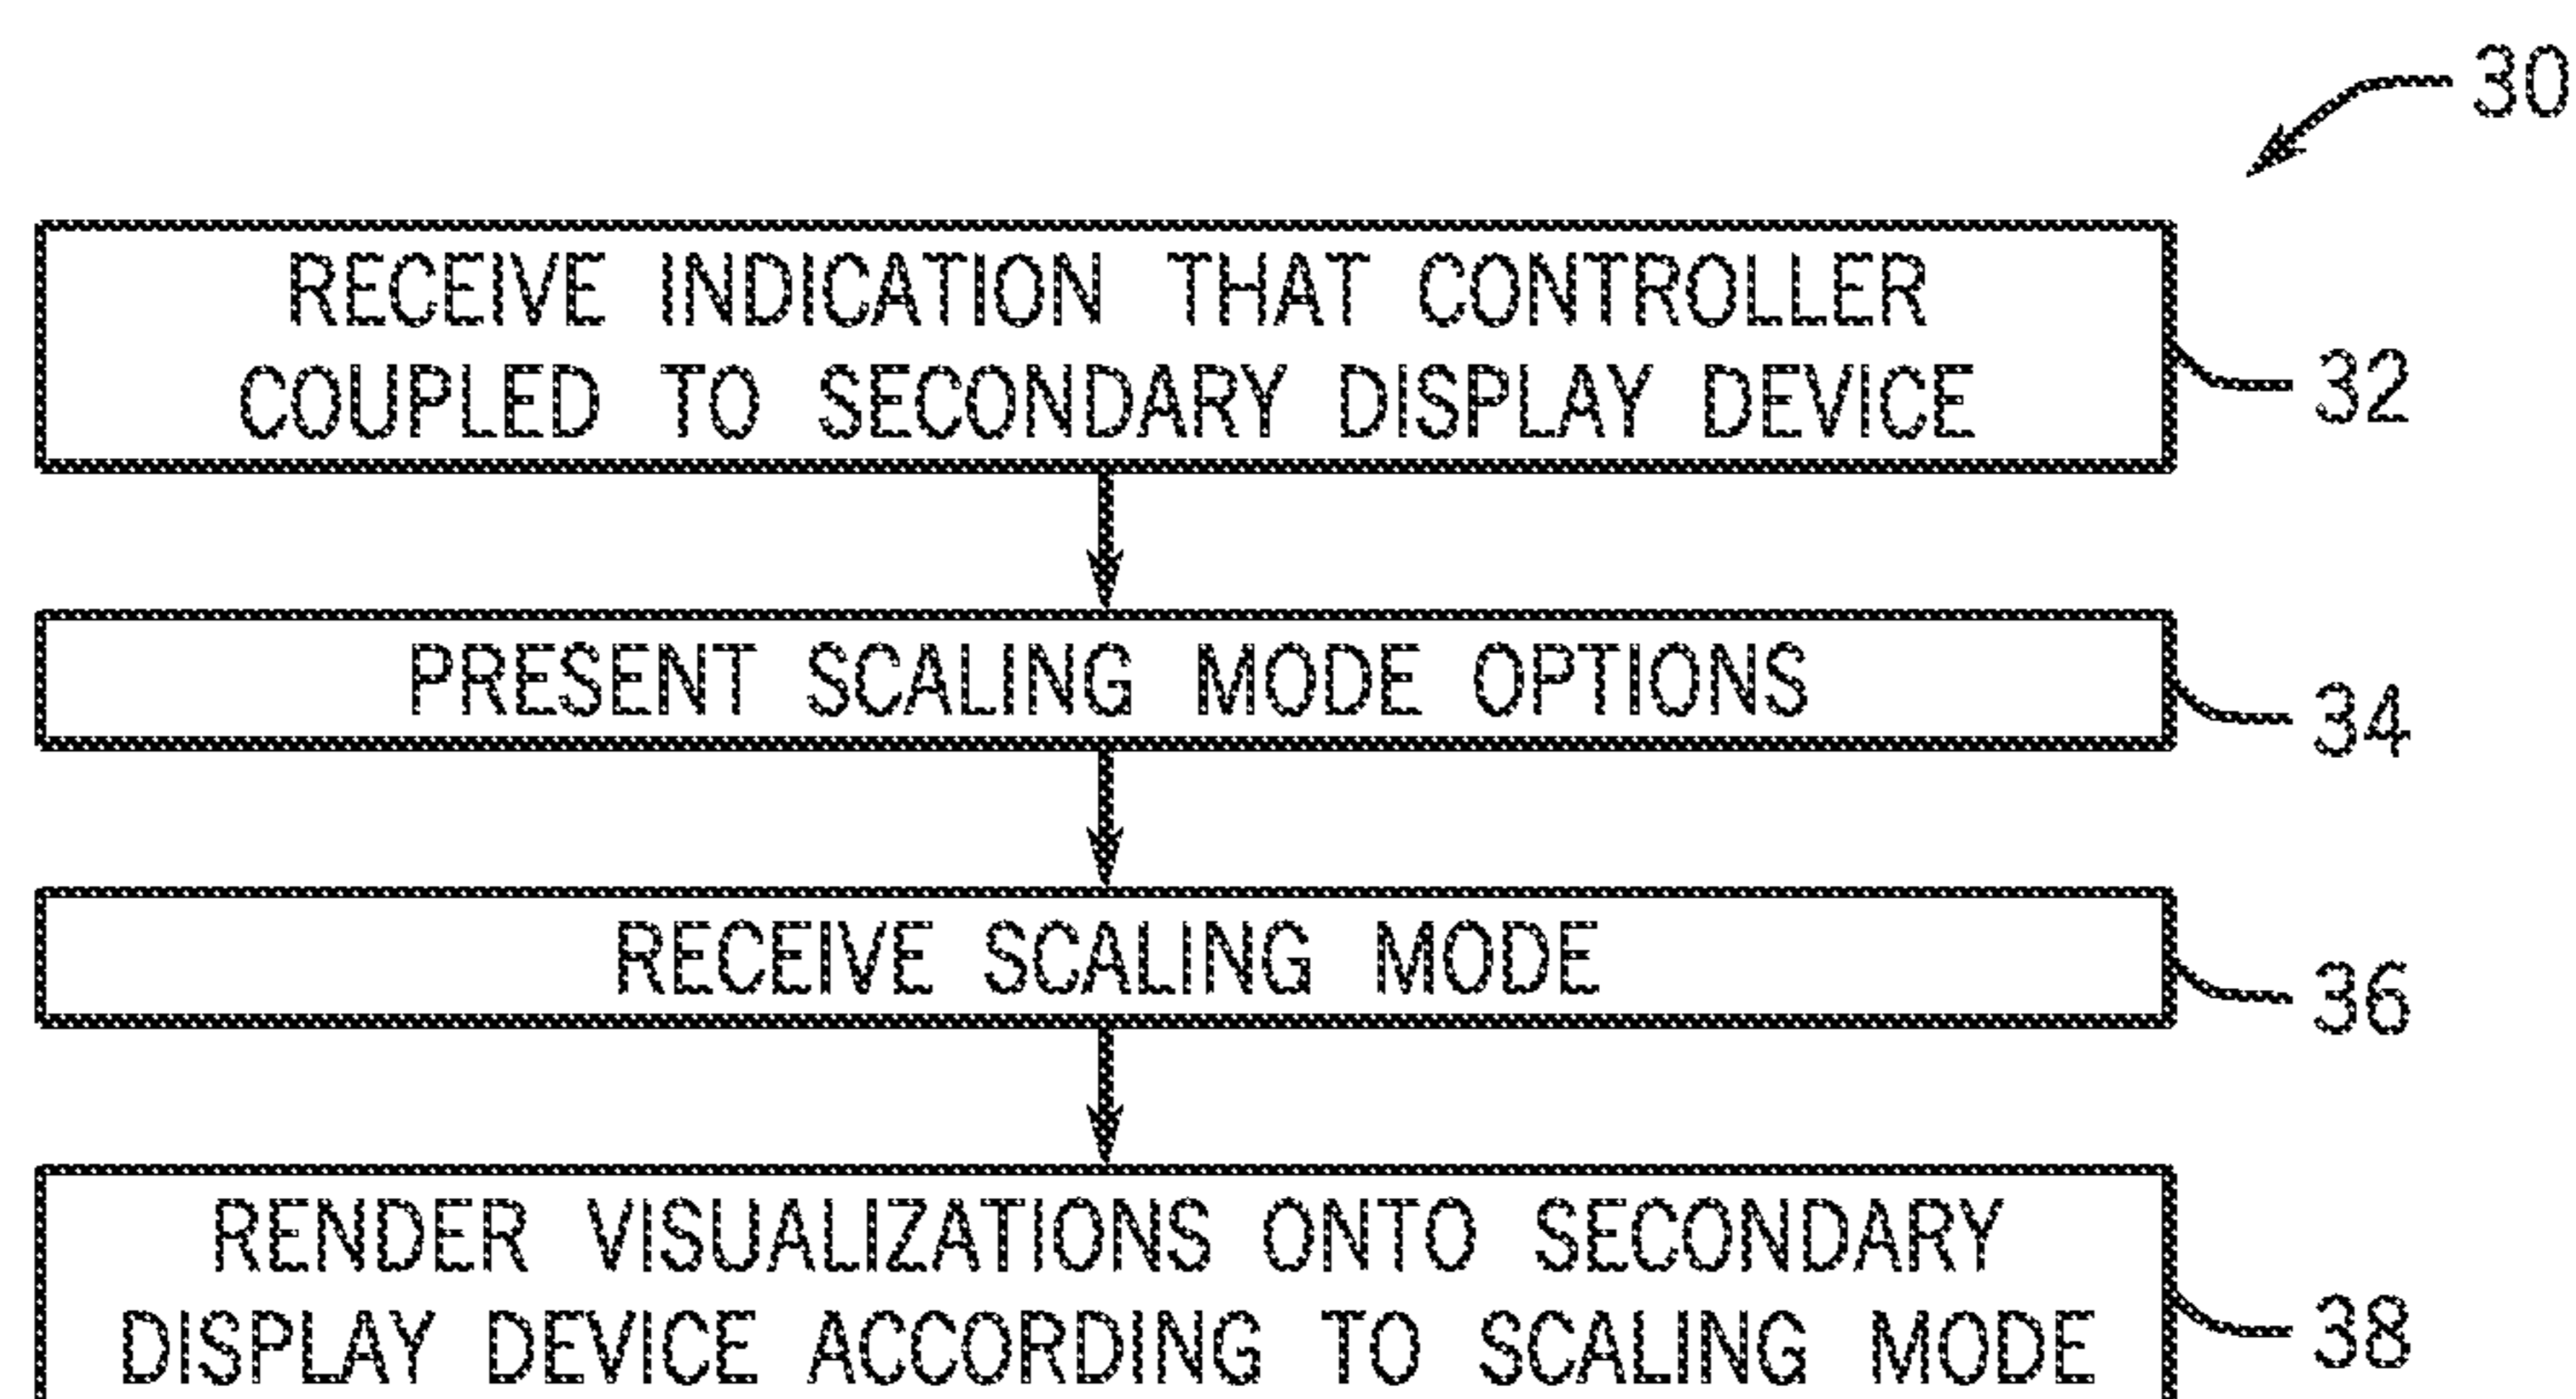 30
RECEIVE INDICATION THAT CONTROLLER
COUPLED TO SECONDARY DISPLAY DEVICE
32
PRESENT SCALING MODE OPTIONS
34
RECEIVE SCALING MODE
36
RENDER VISUALIZATIONS ONTO SECONDARY
DISPLAY DEVICE ACCORDING TO SCALING MODE
38